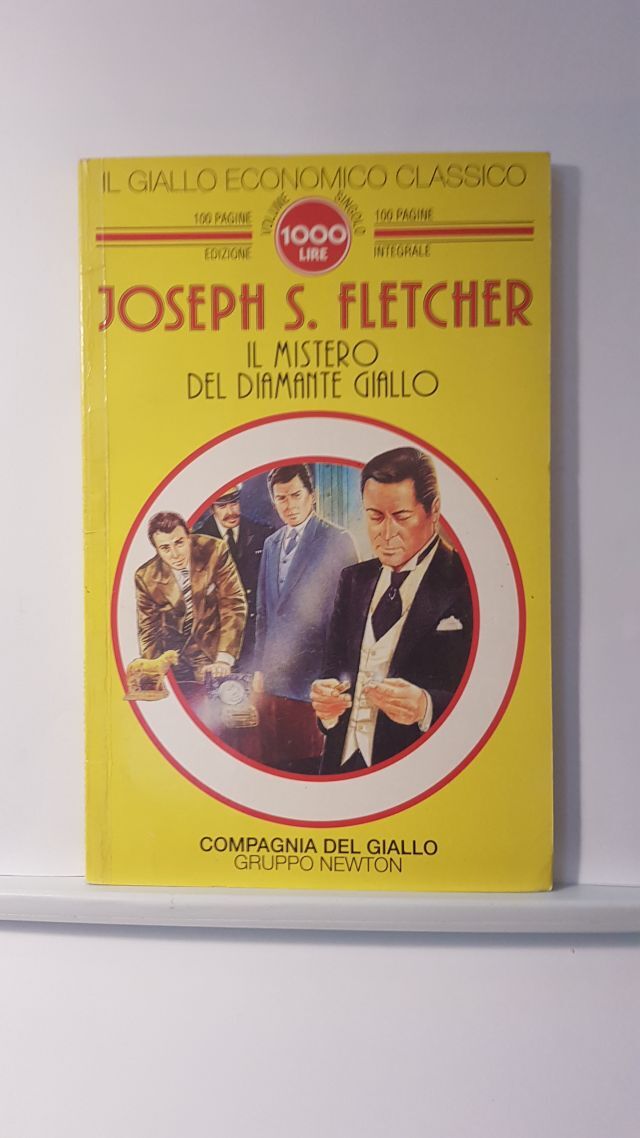 IL GIALLO ECONOMICO CLASSICO
100 PAGINE VOLUME SINGOLO 100 PAGINE
1000
LIRE
EDIZIONE INTEGRALE
JOSEPH S. FLETCHER
IL MISTERO
DEL DIAMANTE GIALLO
COMPAGNIA DEL GIALLO
GRUPPO NEWTON